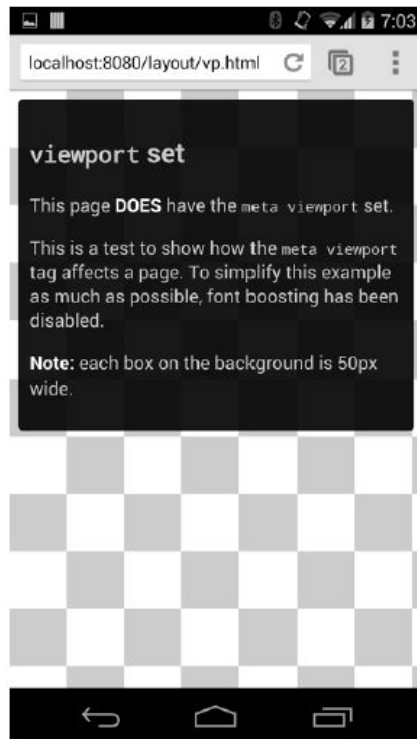 7:03
localhost:8080/layout/vp.html
2
viewport set
This page DOES have the meta viewport set.
This is a test to show how the meta viewport
tag affects a page. To simplify this example
as much as possible, font boosting has been
disabled.
Note: each box on the background is 50px
wide.